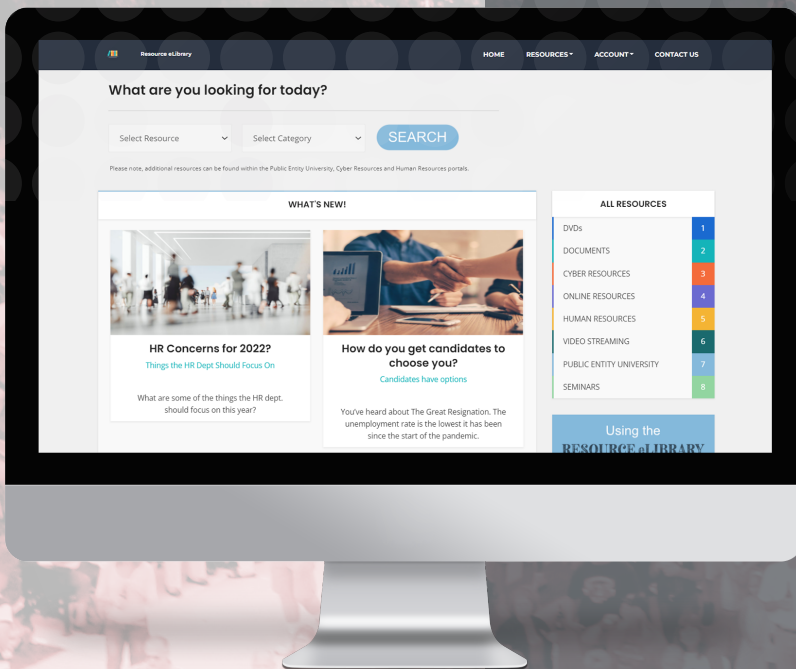 Resource eLibrary
HOME
RESOURCES
ACCOUNT
CONTACT US
What are you looking for today?
Select Resource
Select Category
SEARCH
Please note, additional resources can be found within the Public Entity University, Cyber Resources and Human Resources portals.
WHAT'S NEW!
HR Concerns for 2022?
Things the HR Dept Should Focus On
What are some of the things the HR dept.
should focus on this year?
How do you get candidates to
choose you?
Candidates have options
You've heard about The Great Resignation. The
unemployment rate is the lowest it has been
since the start of the pandemic.
ALL RESOURCES
DVDs 1
DOCUMENTS 2
CYBER RESOURCES 3
ONLINE RESOURCES 4
HUMAN RESOURCES 5
VIDEO STREAMING 6
PUBLIC ENTITY UNIVERSITY 7
SEMINARS 8
Using the
RESOURCE eLIBRARY